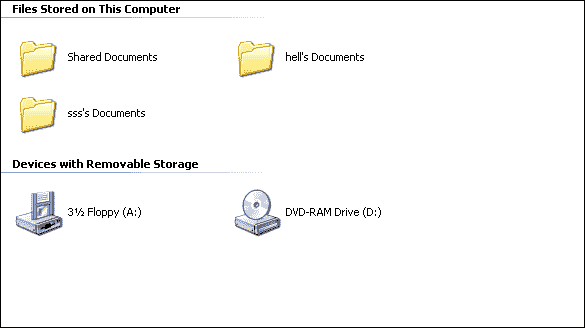 Files Stored on This Computer
Shared Documents
hell's Documents
sss's Documents
Devices with Removable Storage
3½ Floppy (A:)
DVD-RAM Drive (D:)